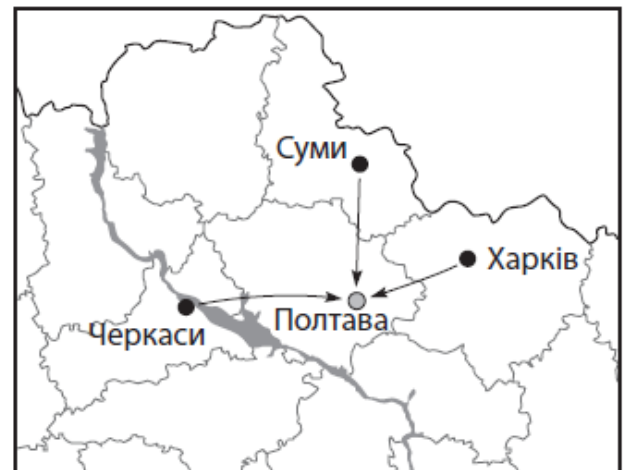 Суми
Харків
Полтава
Черкаси